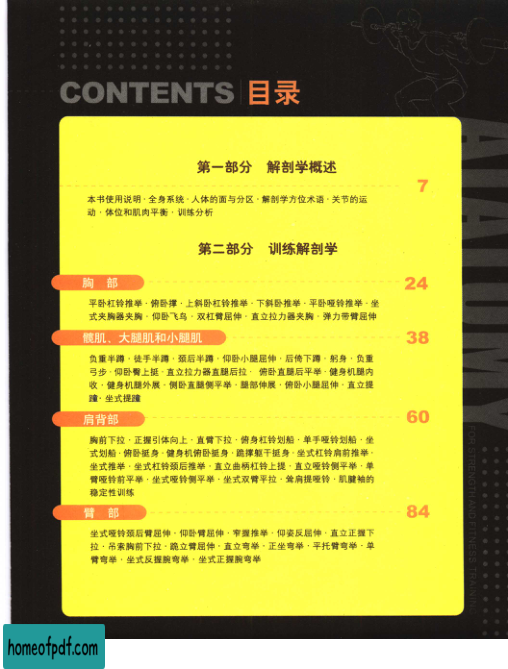 CONTENTS 目录
第一部分 解剖学概述
7
本书使用说明·全身系统·人体的面与分区·解剖学方位术语·关节的运
动·体位和肌肉平衡·训练分析
第二部分 训练解剖学
胸 部 24
平卧杠铃推举·俯卧撑·上斜卧杠铃推举·下斜卧推举·平卧哑铃推举·坐
式夹胸器夹胸·仰卧飞鸟·双杠臂屈伸·直立拉力器夹胸·弹力带臂屈伸
髋肌、大腿肌和小腿肌 38
负重半蹲·徒手半蹲·颈后半蹲·仰卧小腿屈伸·后倚下蹲·躬身·负重
弓步·仰卧臀上挺·直立拉力器直腿后拉·俯卧直腿后平举·健身机腿内
收·健身机腿外展·侧卧直腿侧平举·腿部伸展·俯卧小腿屈伸·直立提
踵·坐式提踵
肩背部 60
胸前下拉·正握引体向上·直臂下拉·俯身杠铃划船·单手哑铃划船·坐
式划船·俯卧挺身·健身机俯卧挺身·跪撑躯干挺身·坐式杠铃肩前推举·
坐式推举·坐式杠铃颈后推举·直立曲柄杠铃上提·直立哑铃侧平举·单
臂哑铃前平举·坐式哑铃侧平举·坐式双臂平拉·耸肩提哑铃·肌腱袖的
稳定性训练
臂 部 84
坐式哑铃颈后臂屈伸·仰卧臂屈伸·窄握推举·仰姿反屈伸·直立正握下
拉·吊索胸前下拉·跪立臂屈伸·直立弯举·正坐弯举·平托臂弯举·单
臂弯举·坐式反握腕弯举·坐式正握腕弯举
homeofpdf.com